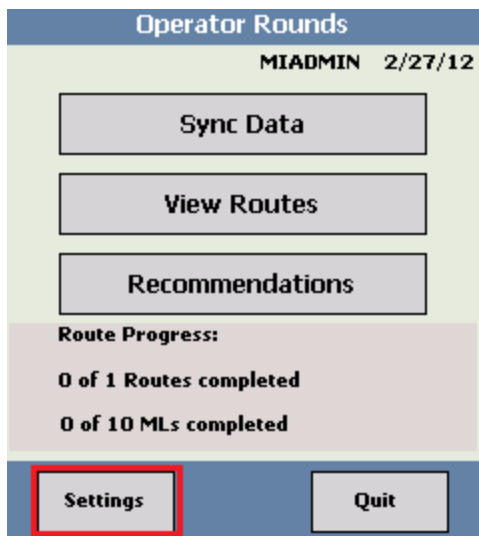 Operator Rounds
MIADMIN 2/27/12
Sync Data
View Routes
Recommendations
Route Progress:
0 of 1 Routes completed
0 of 10 MLs completed
Settings Quit